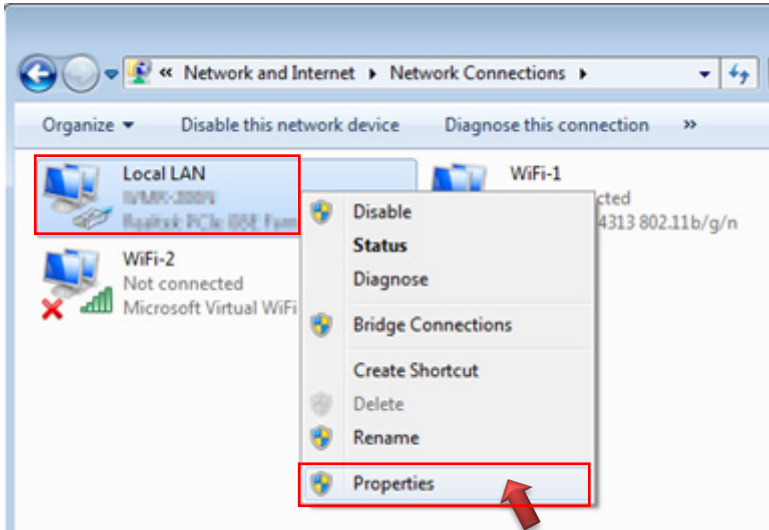 « Network and Internet ▸ Network Connections ▸
Organize ▾ Disable this network device Diagnose this connection »
Local LAN
WiFi-1
cted
4313 802.11b/g/n
WiFi-2
Not connected
Microsoft Virtual WiFi
Disable
Status
Diagnose
Bridge Connections
Create Shortcut
Delete
Rename
Properties